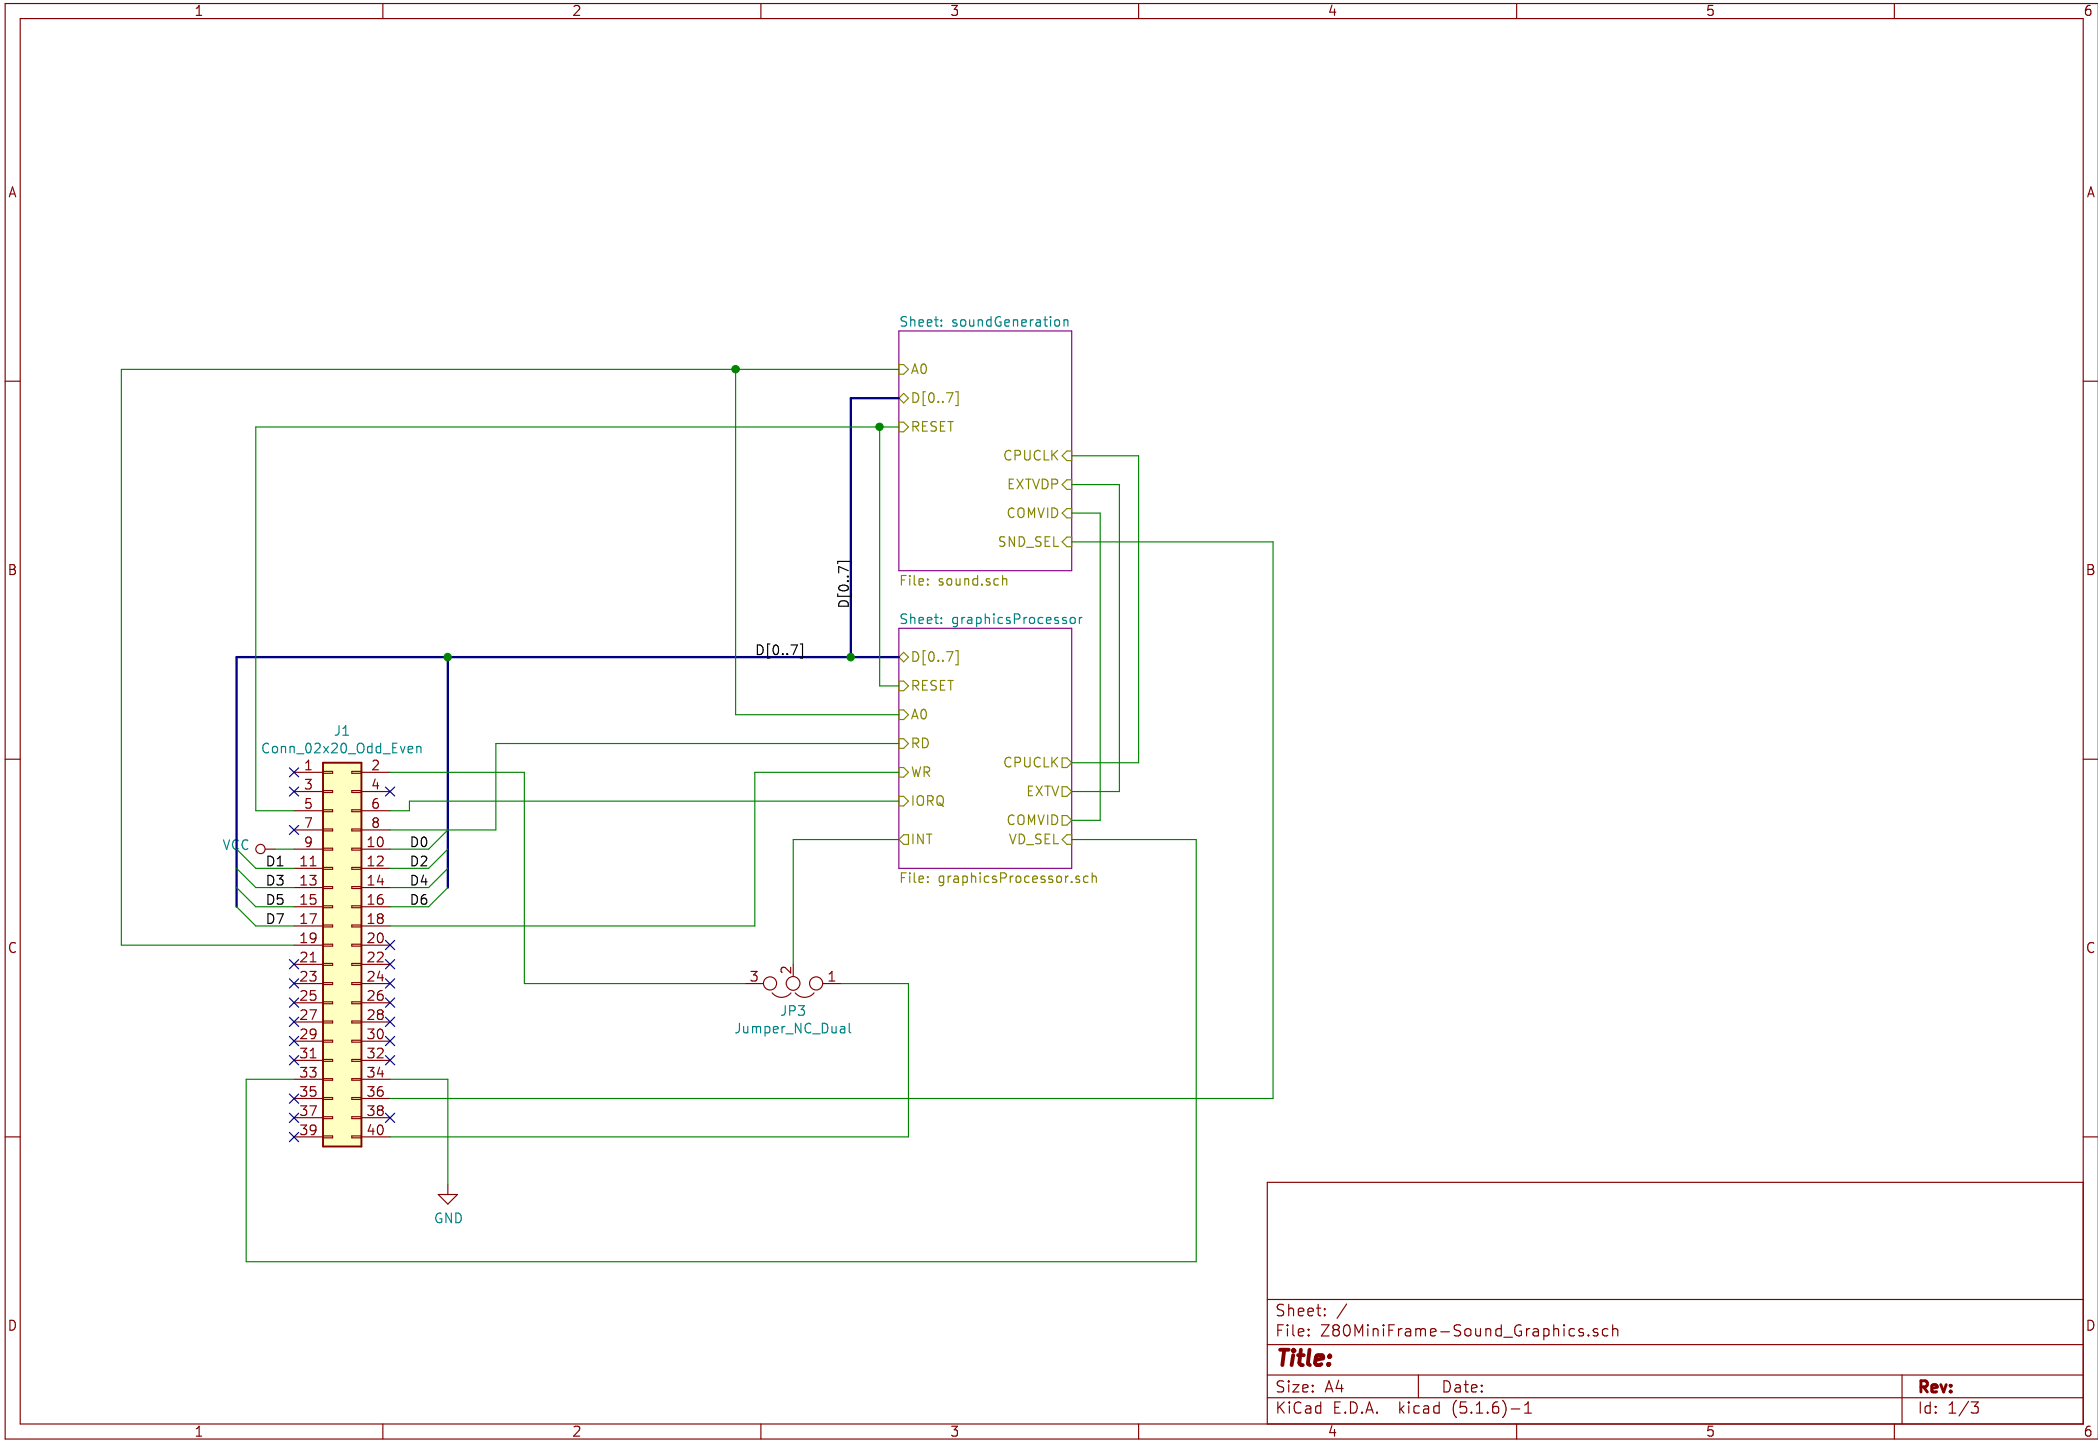 1 2 3 4 5 6
A A
B B
C C
D D
Sheet: soundGeneration
A0
D[0..7]
RESET
CPUCLK
EXTVDP
COMVID
SND_SEL
File: sound.sch
D[0..7]
D[0..7]
Sheet: graphicsProcessor
D[0..7]
RESET
A0
RD
WR
CPUCLK
EXTV
IORQ
COMVID
INT VD_SEL
File: graphicsProcessor.sch
J1
Conn_02x20_Odd_Even
1 2
3 4
5 6
7 8
VCC 9 10 D0
D1 11 12 D2
D3 13 14 D4
D5 15 16 D6
D7 17 18
19 20
21 22
23 24
25 26
27 28
29 30
31 32
33 34
35 36
37 38
39 40
3 2 1
JP3
Jumper_NC_Dual
GND
Sheet: /
File: Z80MiniFrame-Sound_Graphics.sch
Title:
Size: A4 Date: Rev:
KiCad E.D.A. kicad (5.1.6)-1 Id: 1/3
1 2 3 4 5 6